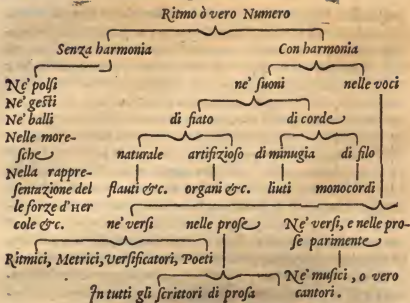 Ritmo ò vero Numero
Senza harmonia
Con harmonia
Ne' polsi
Ne' gesti
Ne' balli
Nelle more-
sche
Nella rappre-
sentazione del
le forze d'HER
cole &c.
ne' suoni
nelle voci
di fiato
di corde
naturale
artifizioso
di minugia
di filo
flauti &c.
organi &c.
liuti
monocordi
ne' versi
nelle prose
Ne' versi, e nelle pro-
se parimente
Ritmici, Metrici, Versificatori, Poeti
In tutti gli scrittori di prosa
Ne' musici, o vero
cantori.